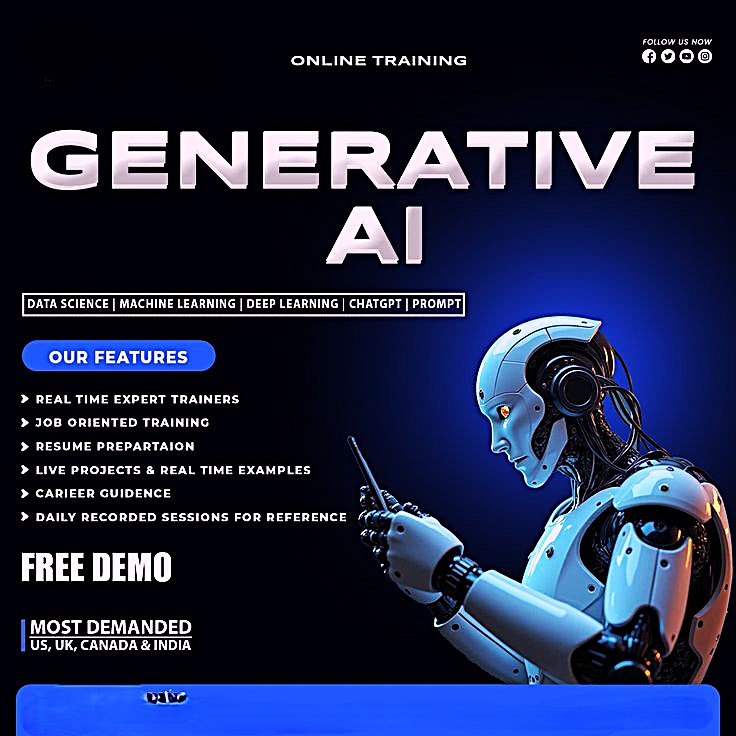 FOLLOW US NOW
ONLINE TRAINING
GENERATIVE
AI
DATA SCIENCE | MACHINE LEARNING | DEEP LEARNING | CHATGPT | PROMPT
OUR FEATURES
REAL TIME EXPERT TRAINERS
JOB ORIENTED TRAINING
RESUME PREPARTAION
LIVE PROJECTS & REAL TIME EXAMPLES
CARIEER GUIDENCE
DAILY RECORDED SESSIONS FOR REFERENCE
FREE DEMO
MOST DEMANDED
US, UK, CANADA & INDIA